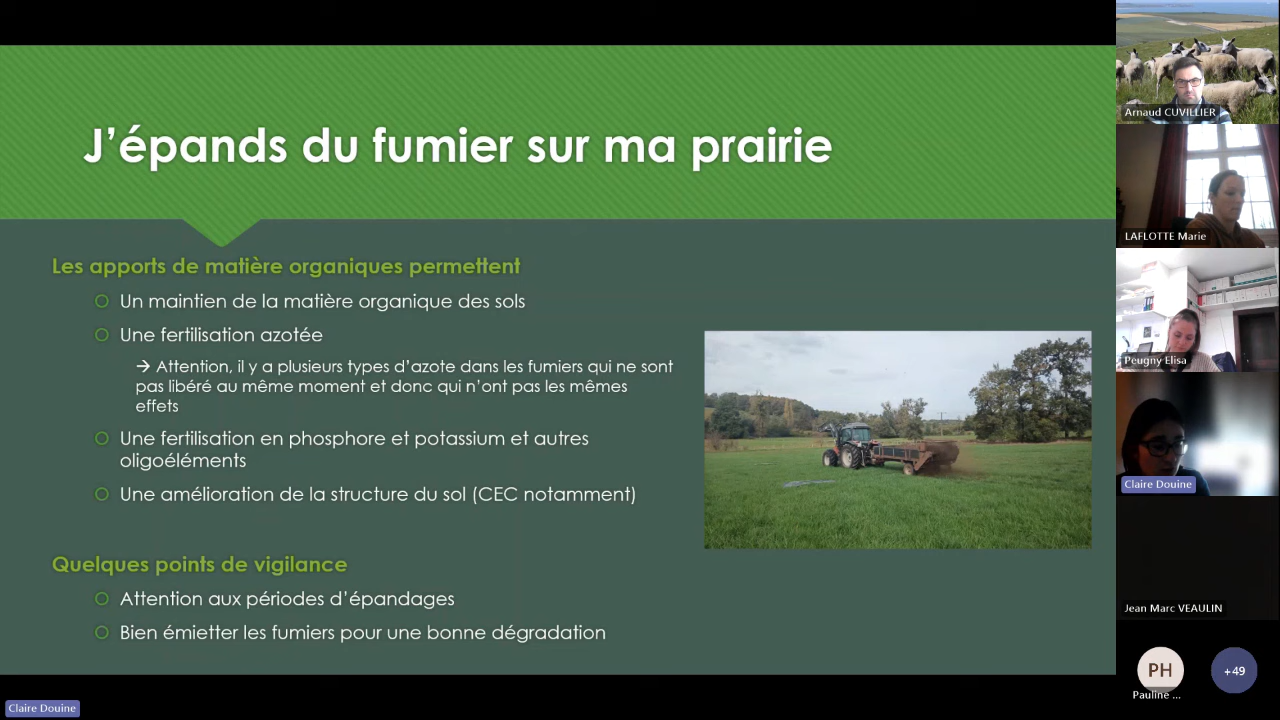 J'épands du fumier sur ma prairie
Les apports de matière organiques permettent
Un maintien de la matière organique des sols
Une fertilisation azotée
→ Attention, il y a plusieurs types d'azote dans les fumiers qui ne sont
pas libéré au même moment et donc qui n'ont pas les mêmes
effets
Une fertilisation en phosphore et potassium et autres
oligoéléments
Une amélioration de la structure du sol (CEC notamment)
Quelques points de vigilance
Attention aux périodes d'épandages
Bien émietter les fumiers pour une bonne dégradation
Claire Douine
Arnaud CUVILLIER
LAFLOTTE Marie
Peugny Elisa
Claire Douine
Jean Marc VEAULIN
PH
+49
Pauline ...